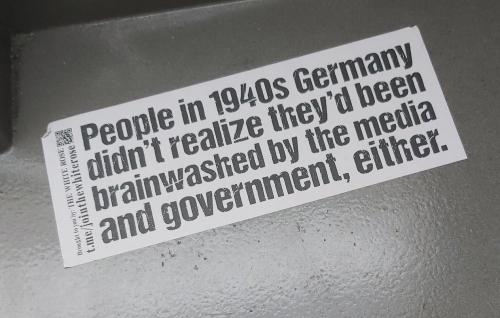 People in 1940s Germany
didn't realize they'd been
brainwashed by the media
and government, either.
Brought to you by: THE WHITE ROSE
t.me/jointhewhiterose